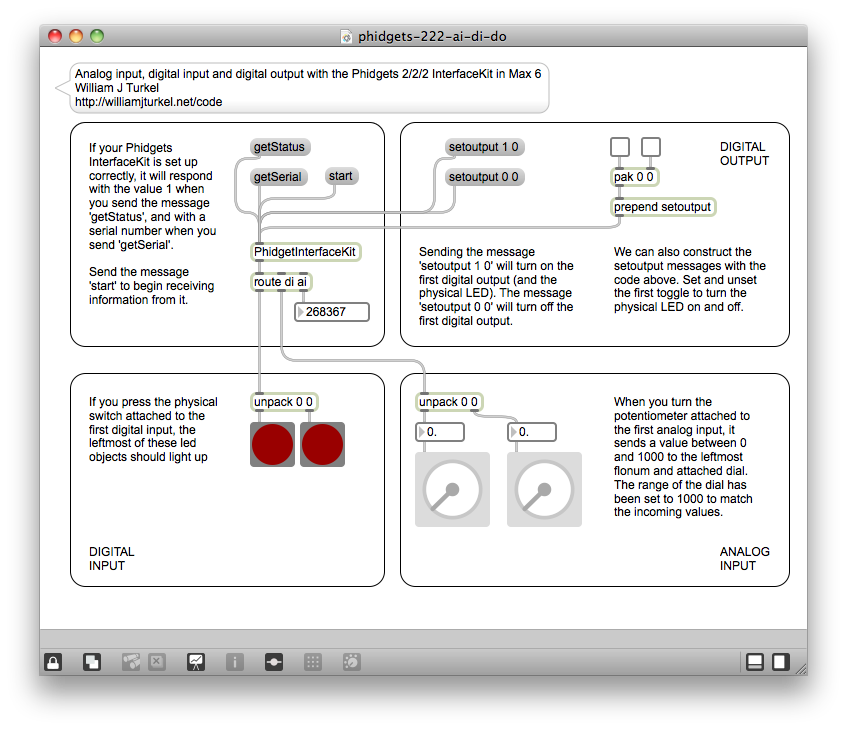 phidgets-222-ai-di-do
Analog input, digital input and digital output with the Phidgets 2/2/2 InterfaceKit in Max 6
William J Turkel
http://williamjturkel.net/code
If your Phidgets
InterfaceKit is set up
correctly, it will respond
with the value 1 when
you send the message
'getStatus', and with a
serial number when you
send 'getSerial'.
Send the message
'start' to begin receiving
information from it.
getStatus
getSerial
start
PhidgetInterfaceKit
route di ai
268367
setoutput 1 0
setoutput 0 0
pak 0 0
prepend setoutput
DIGITAL
OUTPUT
Sending the message
'setoutput 1 0' will turn on the
first digital output (and the
physical LED). The message
'setoutput 0 0' will turn off the
first digital output.
We can also construct the
setoutput messages with the
code above. Set and unset
the first toggle to turn the
physical LED on and off.
If you press the physical
switch attached to the
first digital input, the
leftmost of these led
objects should light up
unpack 0 0
DIGITAL
INPUT
unpack 0 0
0.
0.
When you turn the
potentiometer attached to
the first analog input, it
sends a value between 0
and 1000 to the leftmost
flonum and attached dial.
The range of the dial has
been set to 1000 to match
the incoming values.
ANALOG
INPUT